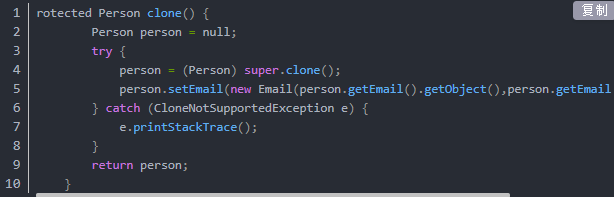 复制
1 rotected Person clone() {
2 Person person = null;
3 try {
4 person = (Person) super.clone();
5 person.setEmail(new Email(person.getEmail().getObject(),person.getEmail
6 } catch (CloneNotSupportedException e) {
7 e.printStackTrace();
8 }
9 return person;
10 }